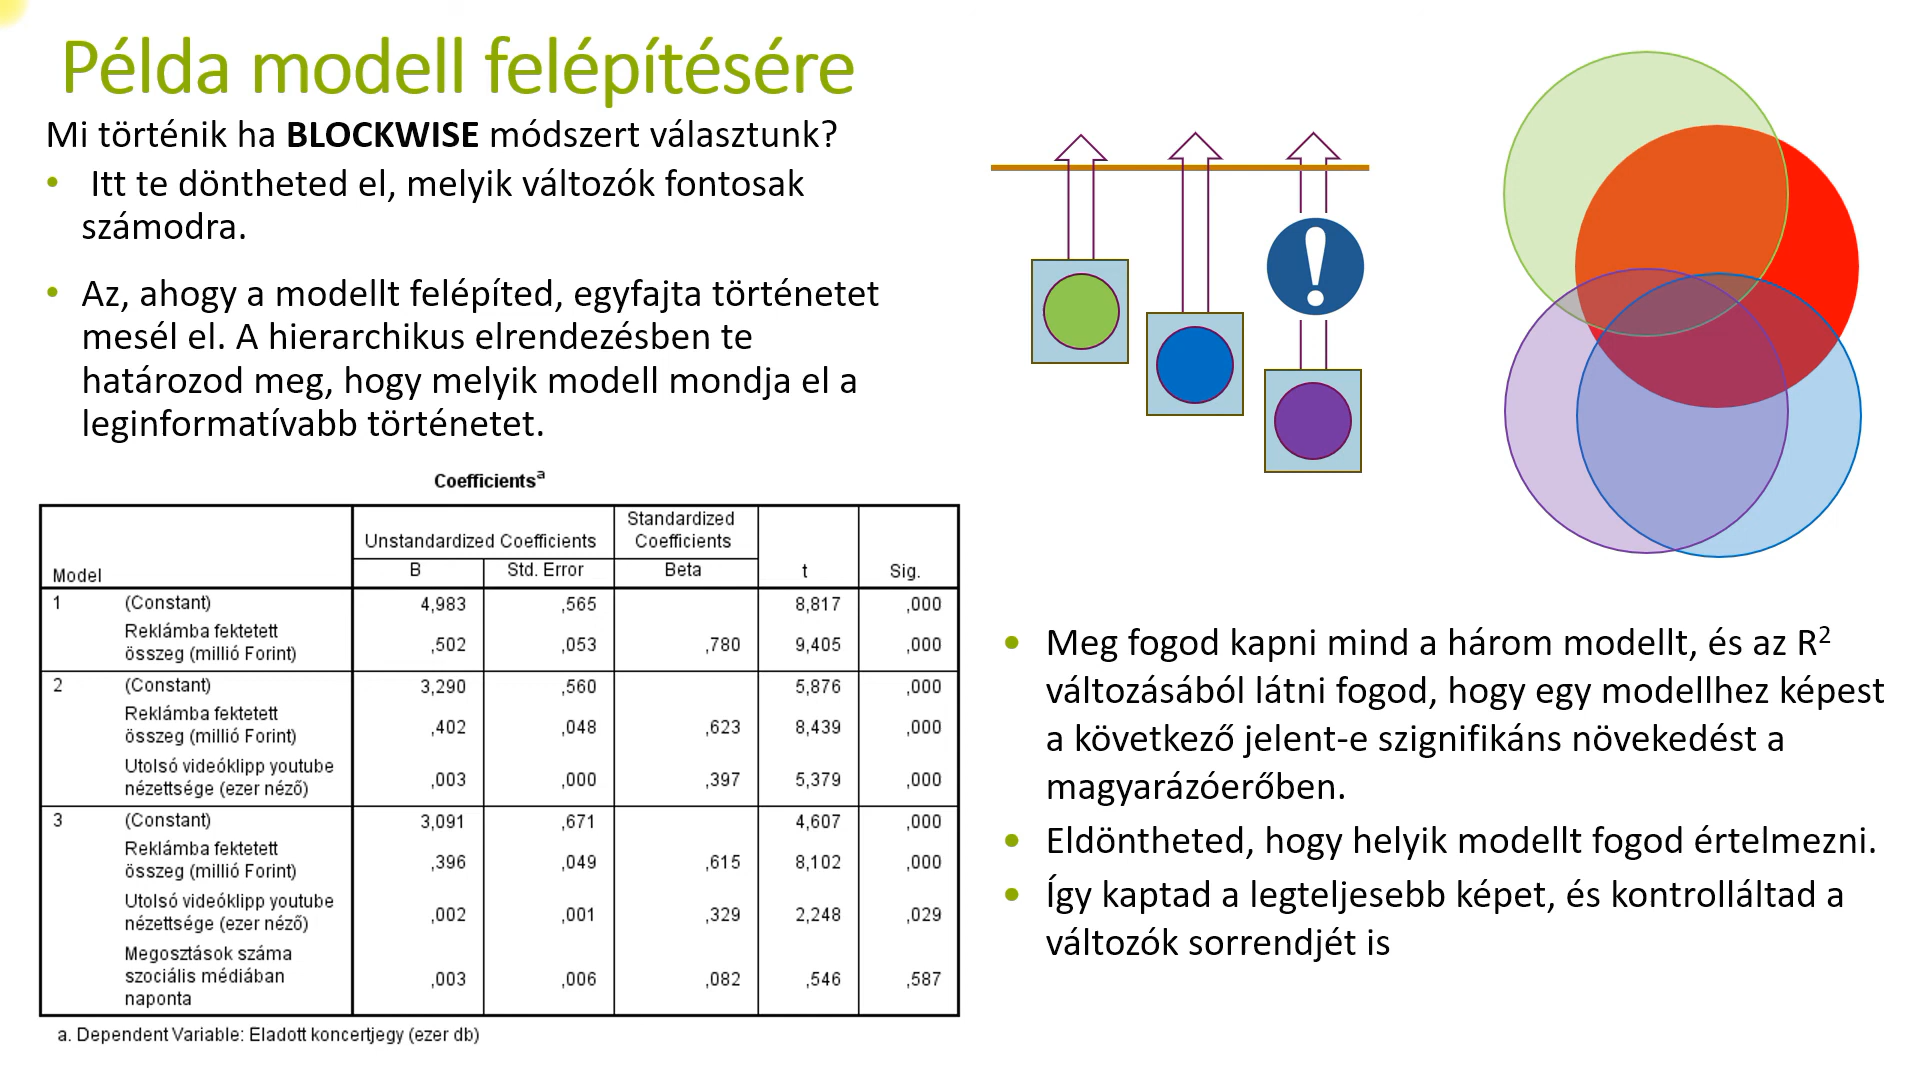 Példa modell felépítésére
Mi történik ha BLOCKWISE módszert választunk?
• Itt te döntheted el, melyik változók fontosak
számodra.
• Az, ahogy a modellt felépíted, egyfajta történetet
mesél el. A hierarchikus elrendezésben te
határozod meg, hogy melyik modell mondja el a
leginformatívabb történetet.
Coefficientsᵃ
Model Unstandardized Coefficients Standardized Coefficients t Sig.
B Std. Error Beta
1 (Constant) 4,983 ,565 8,817 ,000
Reklámba fektetett
összeg (millió Forint) ,502 ,053 ,780 9,405 ,000
2 (Constant) 3,290 ,560 5,876 ,000
Reklámba fektetett
összeg (millió Forint) ,402 ,048 ,623 8,439 ,000
Utolsó videóklipp youtube
nézettsége (ezer néző) ,003 ,000 ,397 5,379 ,000
3 (Constant) 3,091 ,671 4,607 ,000
Reklámba fektetett
összeg (millió Forint) ,396 ,049 ,615 8,102 ,000
Utolsó videóklipp youtube
nézettsége (ezer néző) ,002 ,001 ,329 2,248 ,029
Megosztások száma
szociális médiában
naponta ,003 ,006 ,082 ,546 ,587
a. Dependent Variable: Eladott koncertjegy (ezer db)
!
• Meg fogod kapni mind a három modellt, és az R²
változásából látni fogod, hogy egy modellhez képest
a következő jelent-e szignifikáns növekedést a
magyarázóerőben.
• Eldöntheted, hogy helyik modellt fogod értelmezni.
• Így kaptad a legteljesebb képet, és kontrolláltad a
változók sorrendjét is